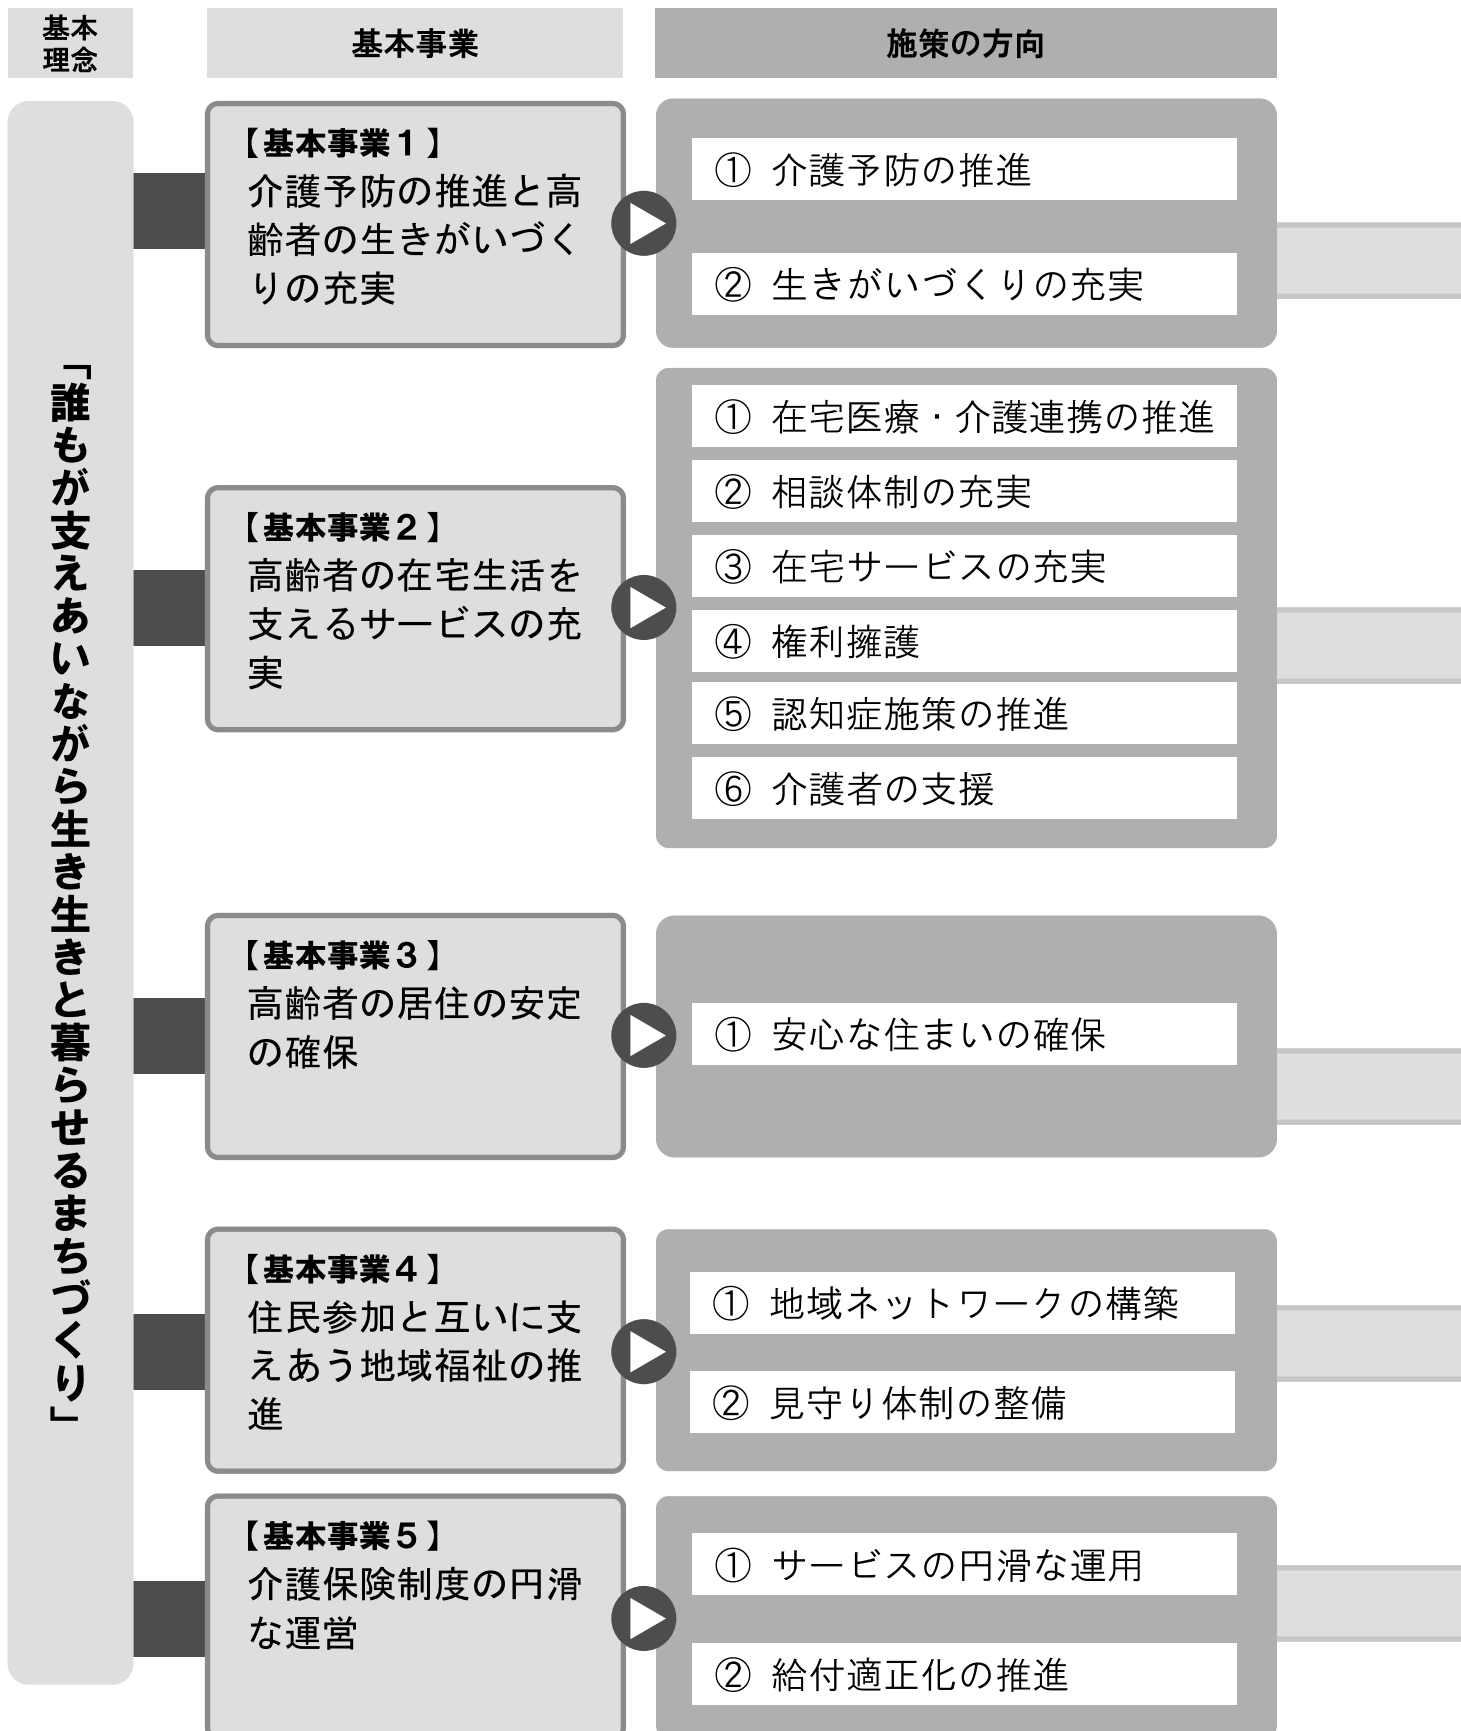 基本
理念
基本事業
施策の方向
「誰もが支えあいながら生き生きと暮らせるまちづくり」
【基本事業１】
介護予防の推進と高
齢者の生きがいづく
りの充実
① 介護予防の推進
② 生きがいづくりの充実
【基本事業２】
高齢者の在宅生活を
支えるサービスの充
実
① 在宅医療・介護連携の推進
② 相談体制の充実
③ 在宅サービスの充実
④ 権利擁護
⑤ 認知症施策の推進
⑥ 介護者の支援
【基本事業３】
高齢者の居住の安定
の確保
① 安心な住まいの確保
【基本事業４】
住民参加と互いに支
えあう地域福祉の推
進
① 地域ネットワークの構築
② 見守り体制の整備
【基本事業５】
介護保険制度の円滑
な運営
① サービスの円滑な運用
② 給付適正化の推進